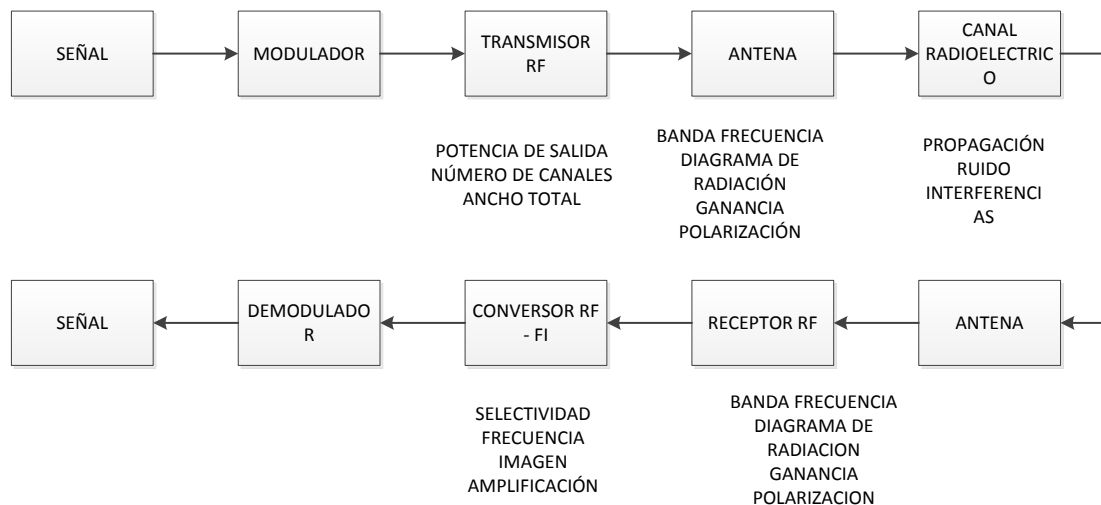 SEÑAL
MODULADOR
TRANSMISOR
RF
ANTENA
CANAL
RADIOELECTRIC
O
POTENCIA DE SALIDA
NÚMERO DE CANALES
ANCHO TOTAL
BANDA FRECUENCIA
DIAGRAMA DE
RADIACIÓN
GANANCIA
POLARIZACIÓN
PROPAGACIÓN
RUIDO
INTERFERENCI
AS
SEÑAL
DEMODULADO
R
CONVERSOR RF
- FI
RECEPTOR RF
ANTENA
SELECTIVIDAD
FRECUENCIA
IMAGEN
AMPLIFICACIÓN
BANDA FRECUENCIA
DIAGRAMA DE
RADIACION
GANANCIA
POLARIZACION